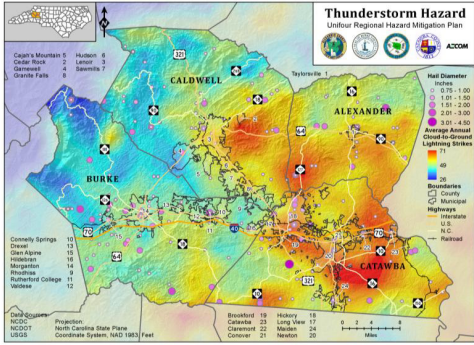 Thunderstorm Hazard
Unifour Regional Hazard Mitigation Plan
AECOM
Cajah's Mountain 5
Cedar Rock 2
Gamewell 4
Granite Falls 8
Hudson 6
Lenoir 3
Sawmills 7
321
CALDWELL
Taylorsville 1
ALEXANDER
64
BURKE
70
64
40
321
70
CATAWBA
Hail Diameter
Inches
0.75 - 1.00
1.01 - 1.50
1.51 - 2.00
2.01 - 3.00
3.01 - 4.50
Average Annual
Cloud-to-Ground
Lightning Strikes
71
49
26
Boundaries
County
Municipal
Highways
Interstate
U.S.
N.C.
Railroad
Connelly Springs 10
Drexel 13
Glen Alpine 15
Hildebran 16
Morganton 14
Rhodhiss 9
Rutherford College 11
Valdese 12
Data Sources:
NCDC
NCDOT
USGS
Projection:
North Carolina State Plane
Coordinate System, NAD 1983, Feet
Brookford 19
Catawba 23
Claremont 22
Conover 21
Hickory 18
Long View 17
Maiden 24
Newton 20
0 2 4 8
Miles